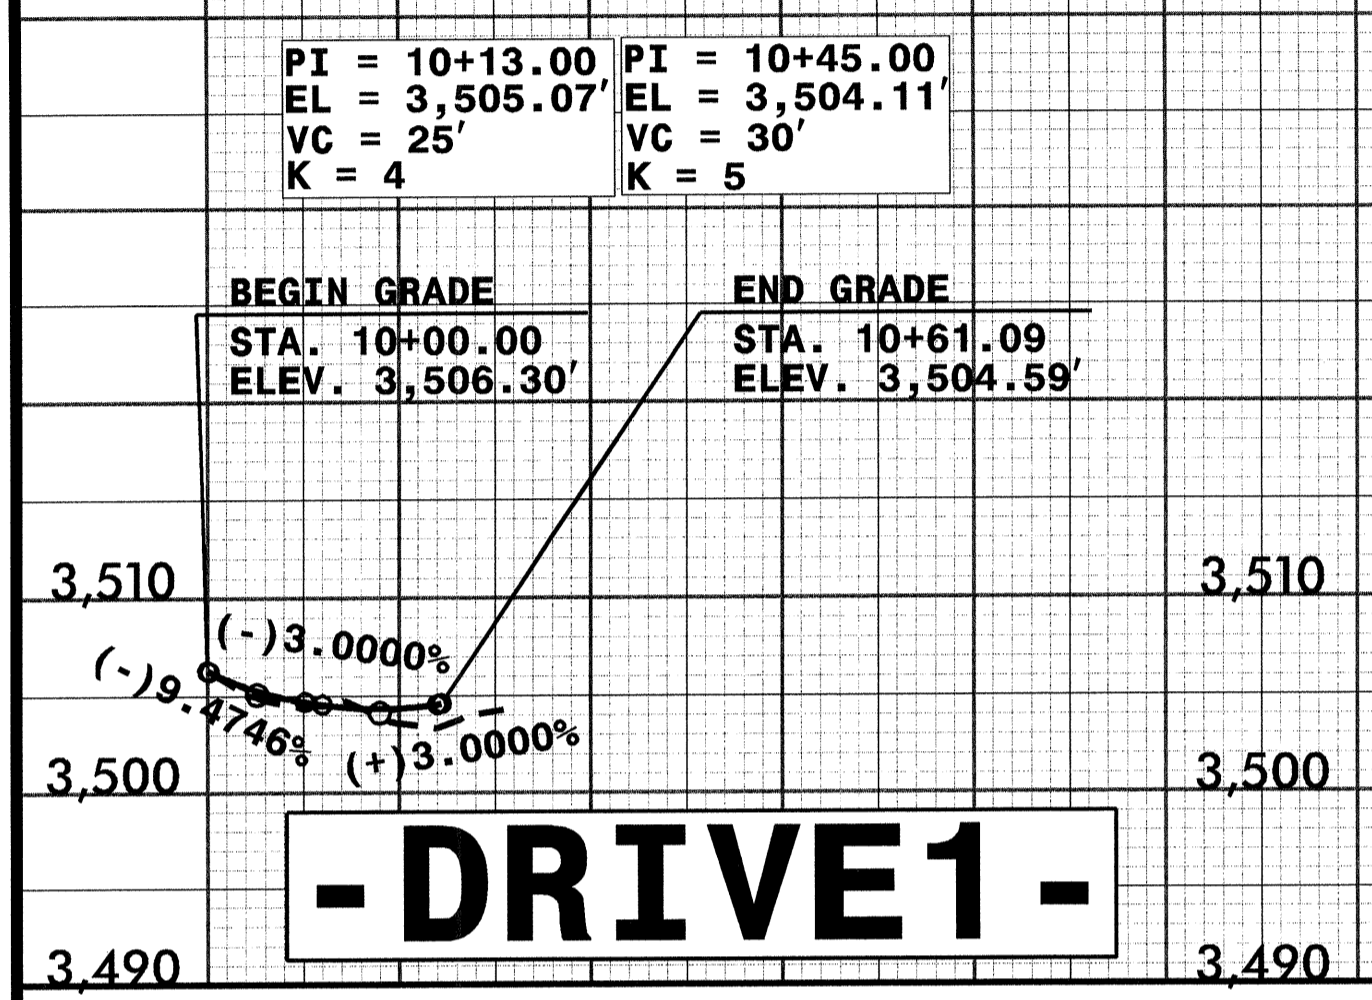 PI = 10+13.00
EL = 3,505.07′
VC = 25′
K = 4
PI = 10+45.00
EL = 3,504.11′
VC = 30′
K = 5
BEGIN GRADE
STA. 10+00.00
ELEV. 3,506.30′
END GRADE
STA. 10+61.09
ELEV. 3,504.59′
3,510
3,510
(-)3.0000%
(-)9.4746%
(+)3.0000%
3,500
3,500
-DRIVE1-
3,490
3,490